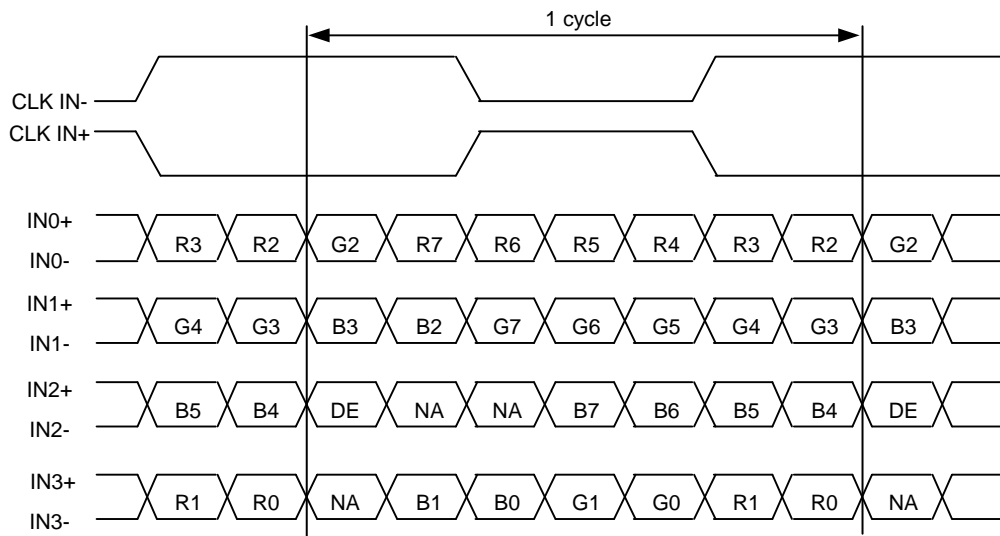 1 cycle
CLK IN-
CLK IN+
IN0+
R3 R2 G2 R7 R6 R5 R4 R3 R2 G2
IN0-
IN1+
G4 G3 B3 B2 G7 G6 G5 G4 G3 B3
IN1-
IN2+
B5 B4 DE NA NA B7 B6 B5 B4 DE
IN2-
IN3+
R1 R0 NA B1 B0 G1 G0 R1 R0 NA
IN3-